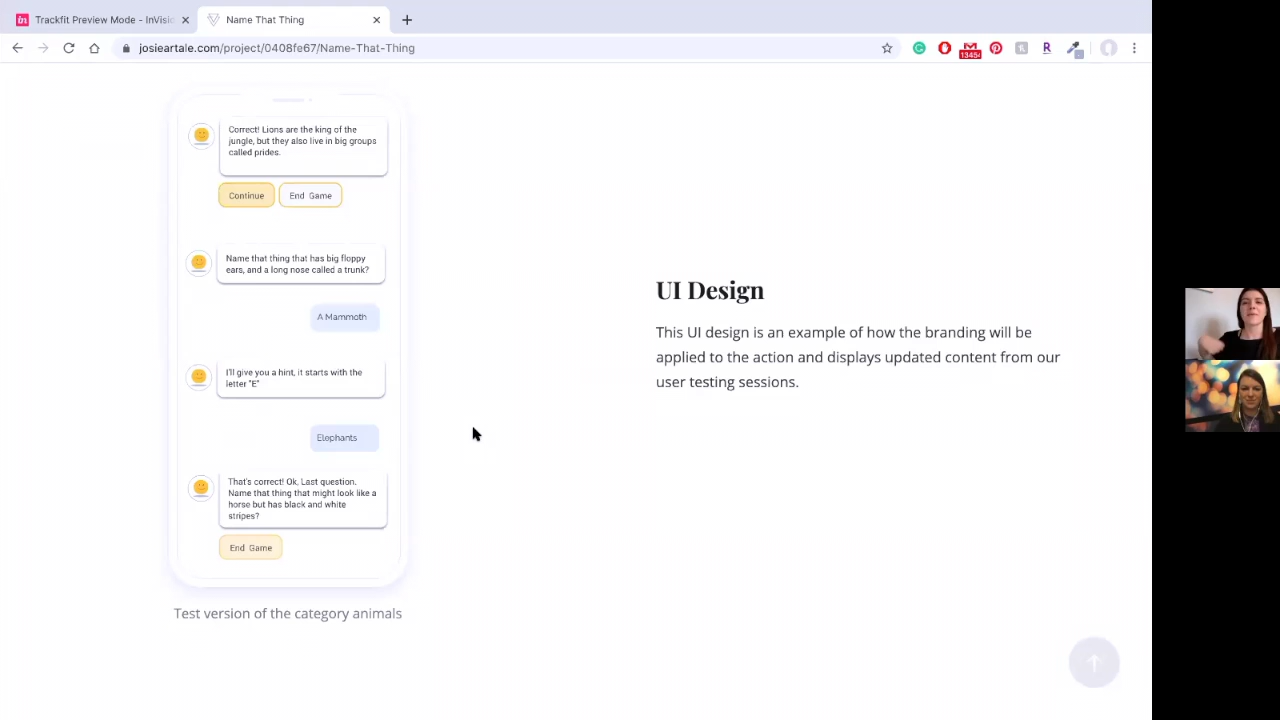 Trackfit Preview Mode - InVisi
Name That Thing
josieartale.com/project/0408fe67/Name-That-Thing
Correct! Lions are the king of the
jungle, but they also live in big groups
called prides.
Continue
End Game
Name that thing that has big floppy
ears, and a long nose called a trunk?
A Mammoth
I'll give you a hint, it starts with the
letter "E"
Elephants
That's correct! Ok, Last question.
Name that thing that might look like a
horse but has black and white
stripes?
End Game
Test version of the category animals
UI Design
This UI design is an example of how the branding will be
applied to the action and displays updated content from our
user testing sessions.